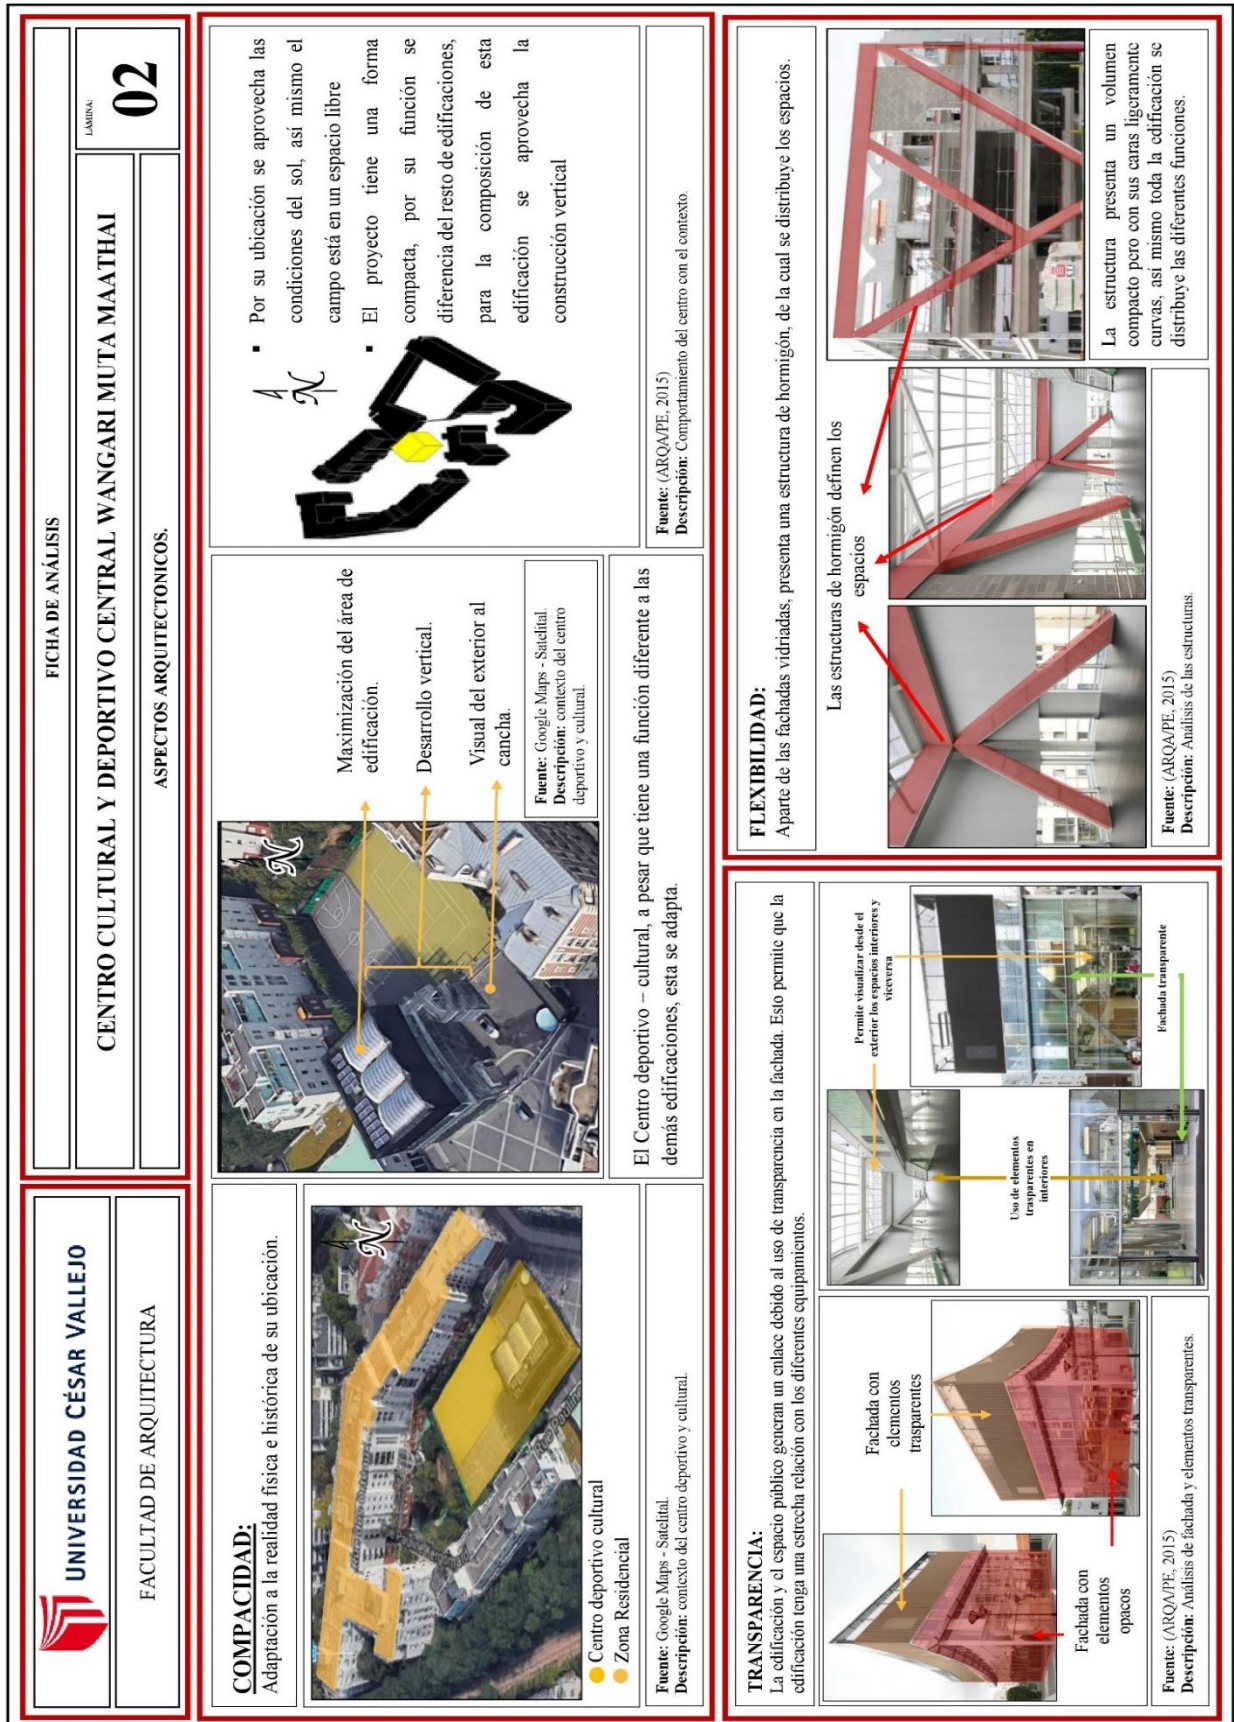 UNIVERSIDAD CÉSAR VALLEJO
FACULTAD DE ARQUITECTURA
FICHA DE ANÁLISIS
CENTRO CULTURAL Y DEPORTIVO CENTRAL WANGARI MUTA MAATHAI
ASPECTOS ARQUITECTONICOS.
LÁMINA:
02
COMPACIDAD:
Adaptación a la realidad física e histórica de su ubicación.
N
Centro deportivo cultural
Zona Residencial
Fuente: Google Maps - Satelital.
Descripción: contexto del centro deportivo y cultural.
N
Maximización del área de
edificación.
Desarrollo vertical.
Visual del exterior al
cancha.
Fuente: Google Maps - Satelital.
Descripción: contexto del centro
deportivo y cultural.
El Centro deportivo – cultural, a pesar que tiene una función diferente a las
demás edificaciones, esta se adapta.
N
▪ Por su ubicación se aprovecha las
condiciones del sol, así mismo el
campo está en un espacio libre
▪ El proyecto tiene una forma
compacta, por su función se
diferencia del resto de edificaciones,
para la composición de esta
edificación se aprovecha la
construcción vertical
Fuente: (ARQA/PE, 2015)
Descripción: Comportamiento del centro con el contexto.
TRANSPARENCIA:
La edificación y el espacio público generan un enlace debido al uso de transparencia en la fachada. Esto permite que la
edificación tenga una estrecha relación con los diferentes equipamientos.
Fachada con
elementos
trasparentes
Fachada con
elementos
opacos
Fuente: (ARQA/PE, 2015)
Descripción: Análisis de fachada y elementos transparentes.
Permite visualizar desde el
exterior los espacios interiores y
viceversa
Uso de elementos
trasparentes en
interiores
Fachada transparente
FLEXIBILIDAD:
Aparte de las fachadas vidriadas, presenta una estructura de hormigón, de la cual se distribuye los espacios.
Las estructuras de hormigón definen los
espacios
Fuente: (ARQA/PE, 2015)
Descripción: Análisis de las estructuras.
La estructura presenta un volumen
compacto pero con sus caras ligeramente
curvas, así mismo toda la edificación se
distribuye las diferentes funciones.